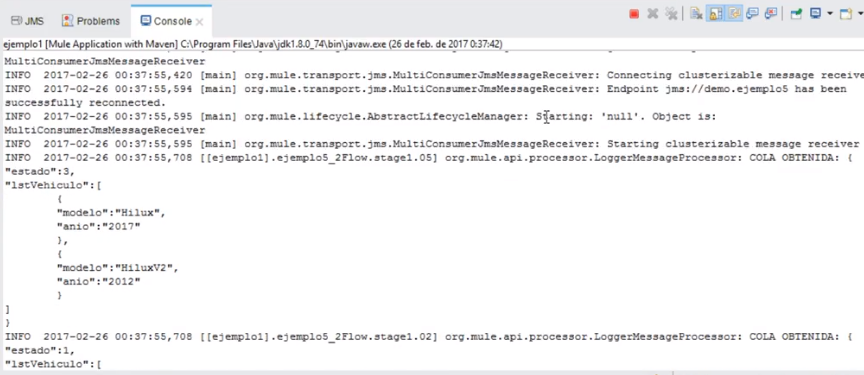 JMS Problems Console
ejemplo1 [Mule Application with Maven] C:\Program Files\Java\jdk1.8.0_74\bin\javaw.exe (26 de feb. de 2017 0:37:42)
MultiConsumerJmsMessageReceiver
INFO  2017-02-26 00:37:55,420 [main] org.mule.transport.jms.MultiConsumerJmsMessageReceiver: Connecting clusterizable message receive
INFO  2017-02-26 00:37:55,594 [main] org.mule.transport.jms.MultiConsumerJmsMessageReceiver: Endpoint jms://demo.ejemplo5 has been
successfully reconnected.
INFO  2017-02-26 00:37:55,595 [main] org.mule.lifecycle.AbstractLifecycleManager: Starting: 'null'. Object is:
MultiConsumerJmsMessageReceiver
INFO  2017-02-26 00:37:55,595 [main] org.mule.transport.jms.MultiConsumerJmsMessageReceiver: Starting clusterizable message receiver
INFO  2017-02-26 00:37:55,708 [[ejemplo1].ejemplo5_2Flow.stage1.05] org.mule.api.processor.LoggerMessageProcessor: COLA OBTENIDA: {
"estado":3,
"lstVehiculo":[
{
"modelo":"Hilux",
"anio":"2017"
},
{
"modelo":"HiluxV2",
"anio":"2012"
}
]
}
INFO  2017-02-26 00:37:55,708 [[ejemplo1].ejemplo5_2Flow.stage1.02] org.mule.api.processor.LoggerMessageProcessor: COLA OBTENIDA: {
"estado":1,
"lstVehiculo":[